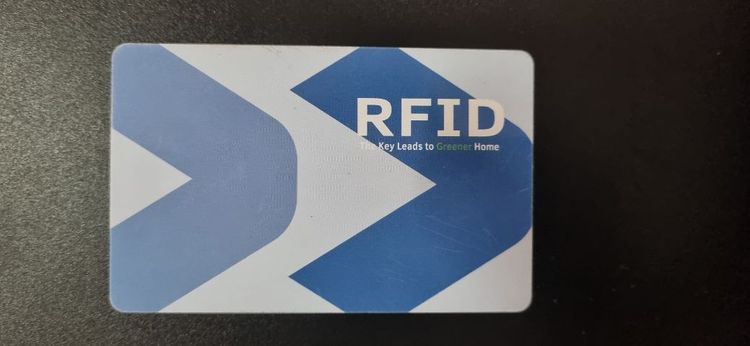 RFID
The Key Leads to Greener Home